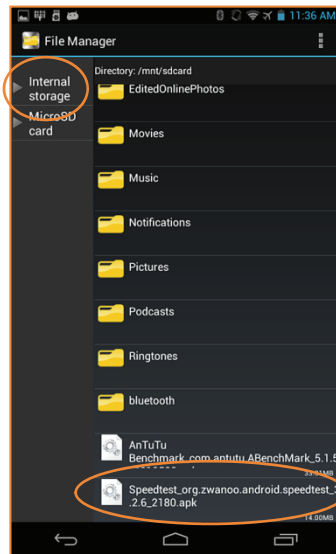 11:36 AM
File Manager
Internal
storage
MicroSD
card
Directory: /mnt/sdcard
EditedOnlinePhotos
Movies
Music
Notifications
Pictures
Podcasts
Ringtones
bluetooth
AnTuTu
Benchmark_com.antutu.ABenchMark_5.1.5
Speedtest_org.zwanoo.android.speedtest_3
.2.6_2180.apk
14.00MB